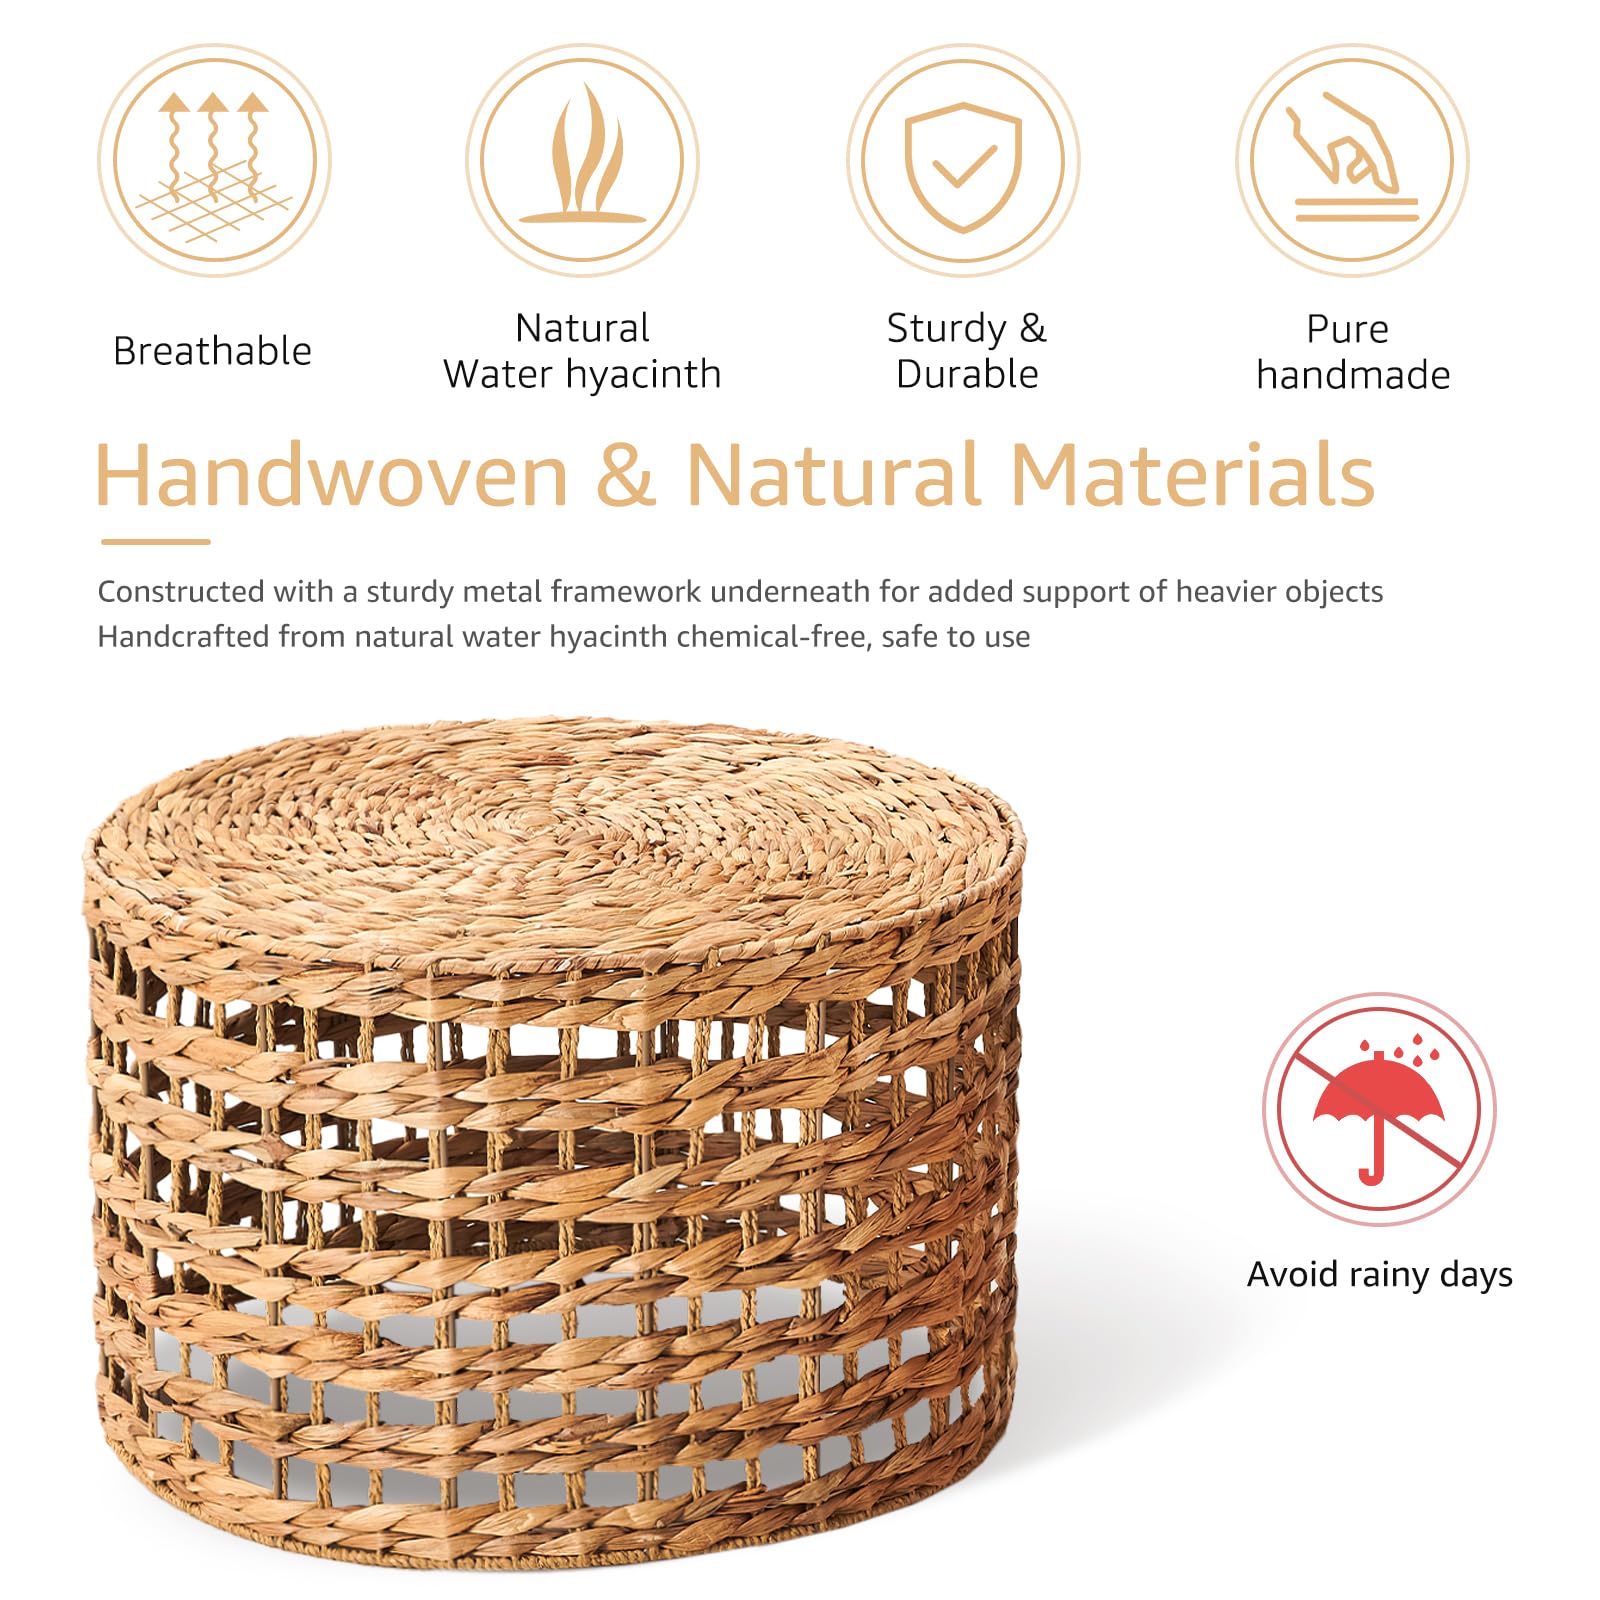 Breathable
Natural
Water hyacinth
Sturdy &
Durable
Pure
handmade
Handwoven & Natural Materials
Constructed with a sturdy metal framework underneath for added support of heavier objects
Handcrafted from natural water hyacinth chemical-free, safe to use
Avoid rainy days